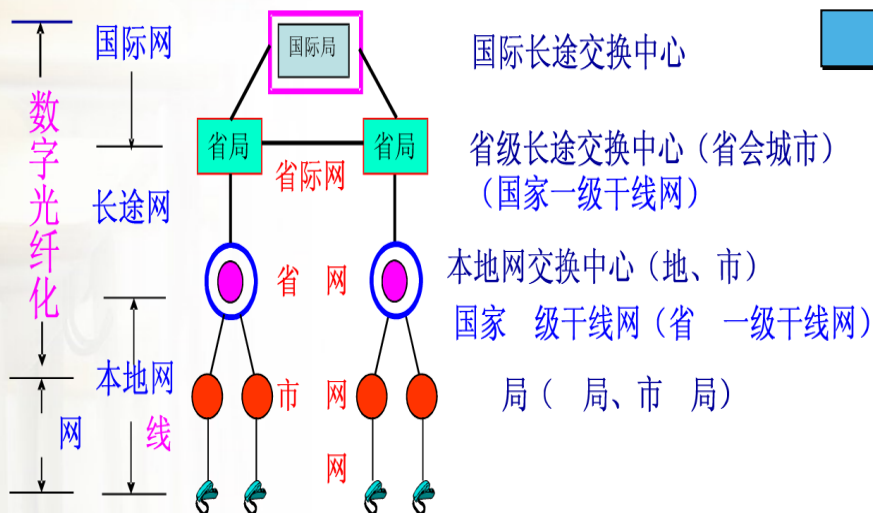 国际网
国际局
国际长途交换中心
数字光纤化
省局
省局
省级长途交换中心（省会城市）
省际网
（国家一级干线网）
长途网
本地网交换中心（地、市）
省 网
国家 级干线网（省 一级干线网）
本地网
市 网
局（ 局、市 局）
网
线
网